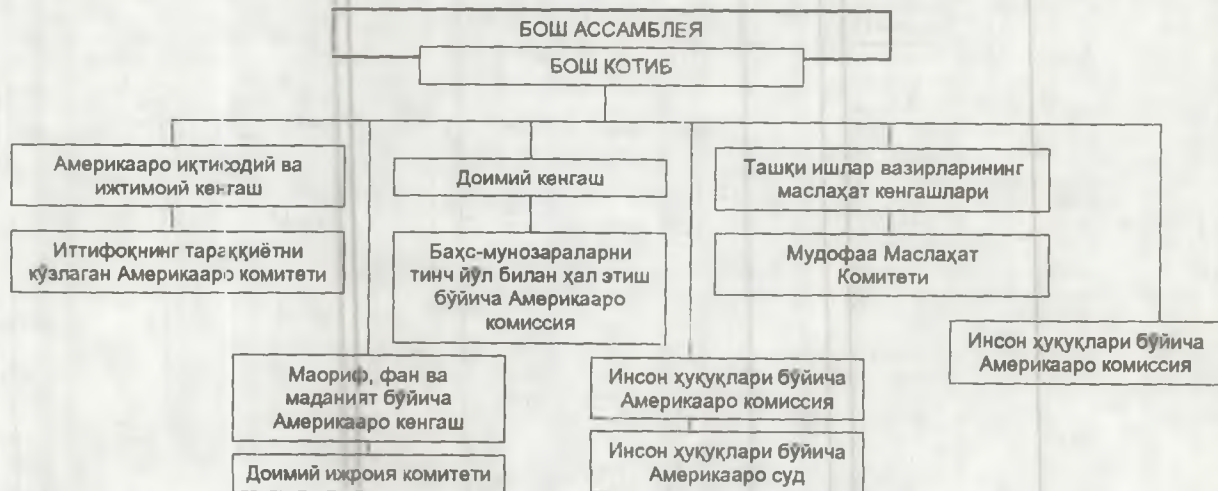 БОШ АССАМБЛЕЯ
БОШ КОТИБ
Америкааро иқтисодий ва
ижтимоий кенгаш
Иттифоқнинг тараққиётни
кўзлаган Америкааро комитети
Доимий кенгаш
Баҳс-мунозараларни
тинч йўл билан ҳал этиш
бўйича Америкааро
комиссия
Ташқи ишлар вазирларининг
маслаҳат кенгашлари
Мудофаа Маслаҳат
Комитети
Инсон ҳуқуқлари бўйича
Америкааро комиссия
Маориф, фан ва
маданият бўйича
Америкааро кенгаш
Доимий ижроия комитети
Инсон ҳуқуқлари бўйича
Америкааро комиссия
Инсон ҳуқуқлари бўйича
Америкааро суд